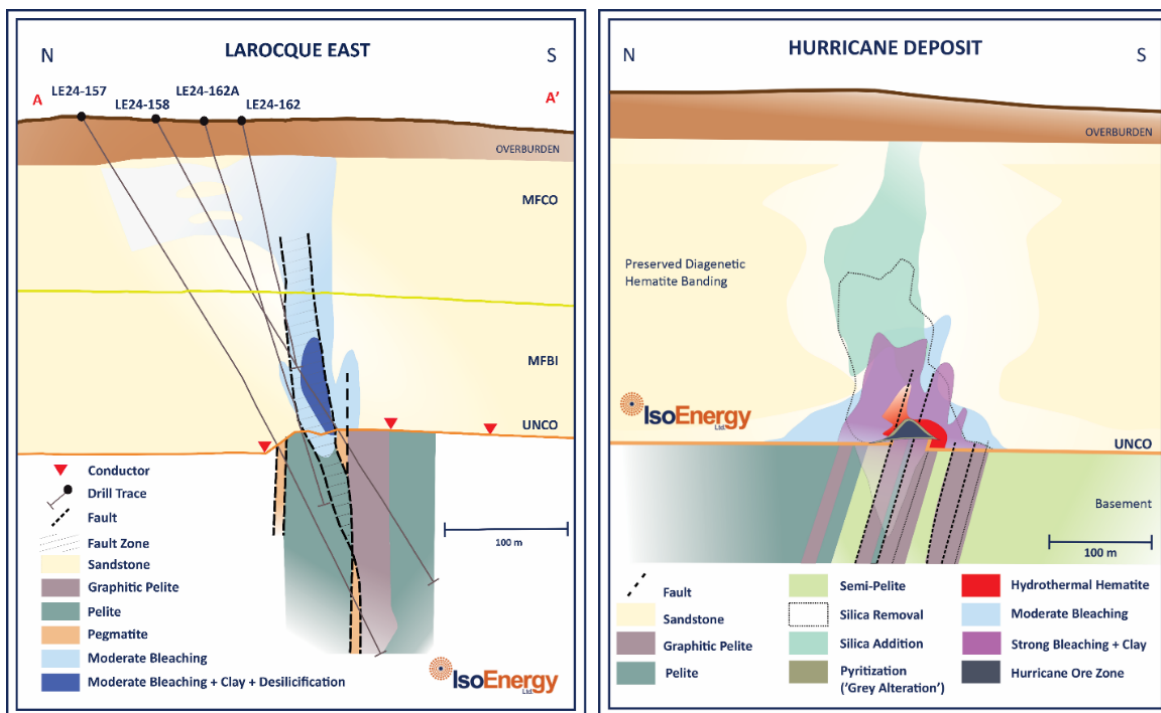 LAROCQUE EAST
N
S
LE24-157
LE24-158
LE24-162A
LE24-162
A
A'
OVERBURDEN
MFCO
MFBI
UNCO
Conductor
Drill Trace
Fault
Fault Zone
Sandstone
Graphitic Pelite
Pelite
Pegmatite
Moderate Bleaching
Moderate Bleaching + Clay + Desilicification
100 m
IsoEnergy
Ltd.
HURRICANE DEPOSIT
N
S
OVERBURDEN
Preserved Diagenetic
Hematite Banding
IsoEnergy
Ltd.
UNCO
Basement
100 m
Fault
Sandstone
Graphitic Pelite
Pelite
Semi-Pelite
Silica Removal
Silica Addition
Pyritization
('Grey Alteration')
Hydrothermal Hematite
Moderate Bleaching
Strong Bleaching + Clay
Hurricane Ore Zone